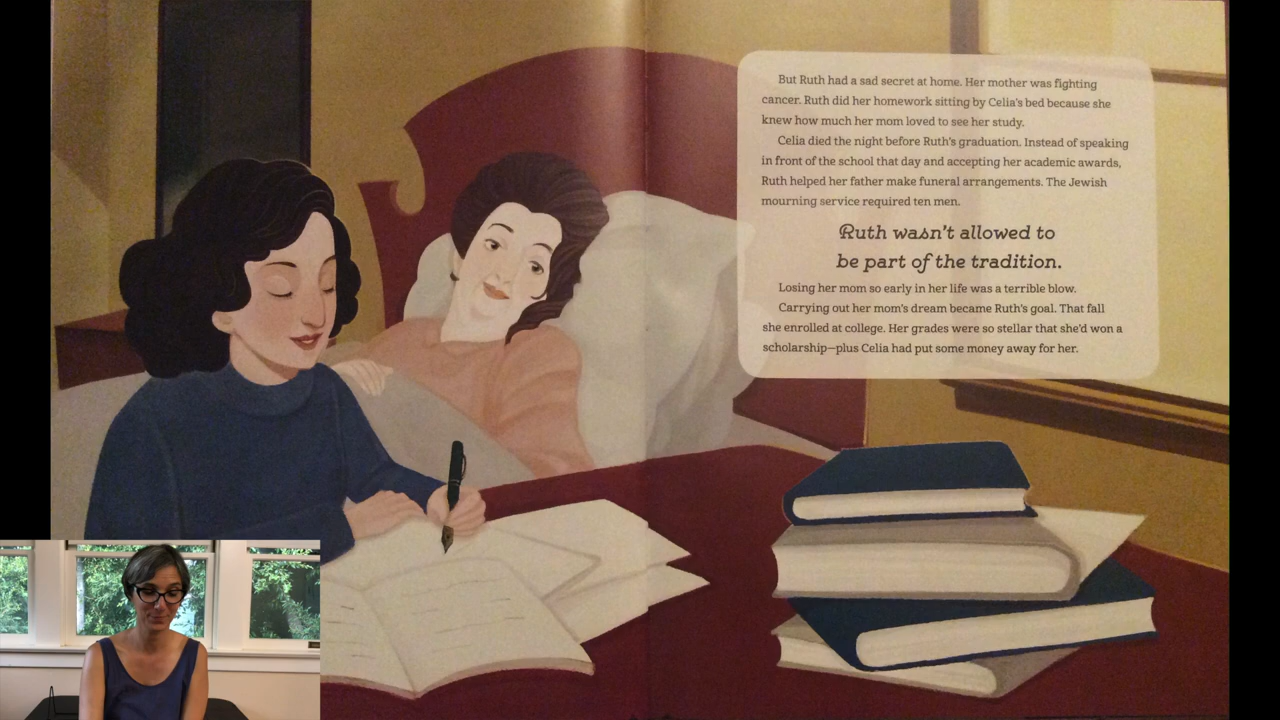 But Ruth had a sad secret at home. Her mother was fighting
cancer. Ruth did her homework sitting by Celia's bed because she
knew how much her mom loved to see her study.
Celia died the night before Ruth's graduation. Instead of speaking
in front of the school that day and accepting her academic awards,
Ruth helped her father make funeral arrangements. The Jewish
mourning service required ten men.
Ruth wasn't allowed to
be part of the tradition.
Losing her mom so early in her life was a terrible blow.
Carrying out her mom's dream became Ruth's goal. That fall
she enrolled at college. Her grades were so stellar that she'd won a
scholarship—plus Celia had put some money away for her.